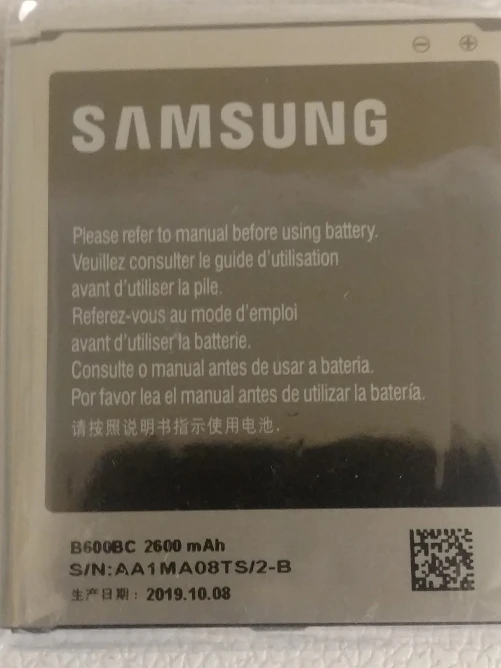 SAMSUNG
Please refer to manual before using battery.
Veuillez consulter le guide d'utilisation
avant d'utiliser la pile.
Referez-vous au mode d'emploi
avant d'utiliser la batterie.
Consulte o manual antes de usar a bateria.
Por favor lea el manual antes de utilizar la batería.
请按照说明书指示使用电池.
B600BC 2600 mAh
S/N:AA1MA08TS/2-B
生产日期: 2019.10.08